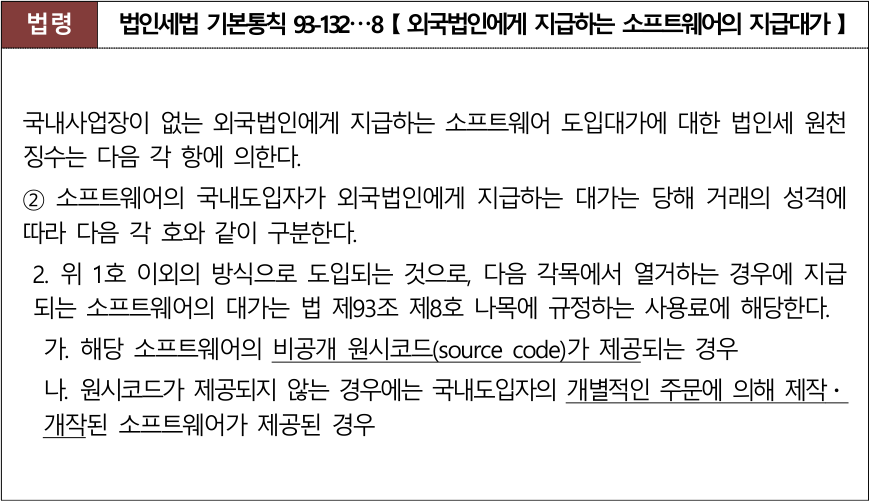 법령 법인세법 기본통칙 93-132…8 【 외국법인에게 지급하는 소프트웨어의 지급대가 】
국내사업장이 없는 외국법인에게 지급하는 소프트웨어 도입대가에 대한 법인세 원천
징수는 다음 각 항에 의한다.
② 소프트웨어의 국내도입자가 외국법인에게 지급하는 대가는 당해 거래의 성격에
따라 다음 각 호와 같이 구분한다.
2. 위 1호 이외의 방식으로 도입되는 것으로, 다음 각목에서 열거하는 경우에 지급
되는 소프트웨어의 대가는 법 제93조 제8호 나목에 규정하는 사용료에 해당한다.
가. 해당 소프트웨어의 비공개 원시코드(source code)가 제공되는 경우
나. 원시코드가 제공되지 않는 경우에는 국내도입자의 개별적인 주문에 의해 제작·
개작된 소프트웨어가 제공된 경우